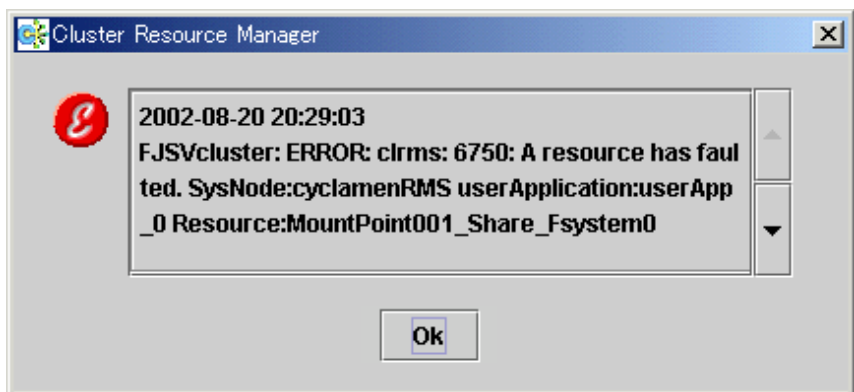 Cluster Resource Manager
2002-08-20 20:29:03
FJSVcluster: ERROR: clrms: 6750: A resource has faul
ted. SysNode:cyclamenRMS userApplication:userApp
_0 Resource:MountPoint001_Share_Fsystem0
Ok